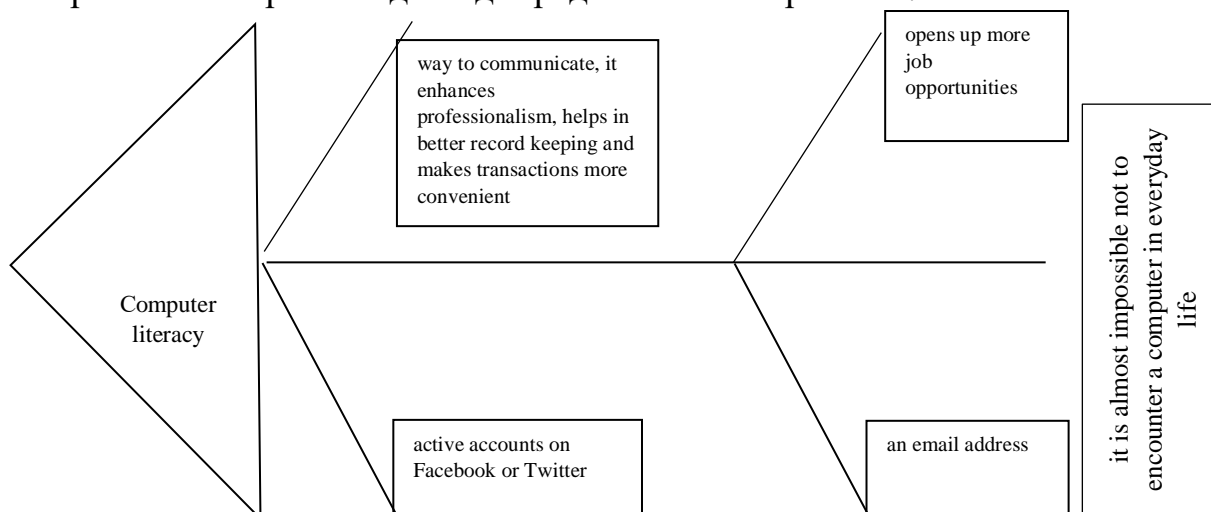 way to communicate, it
enhances
professionalism, helps in
better record keeping and
makes transactions more
convenient
opens up more
job
opportunities
Computer
literacy
active accounts on
Facebook or Twitter
an email address
it is almost impossible not to
encounter a computer in everyday
life